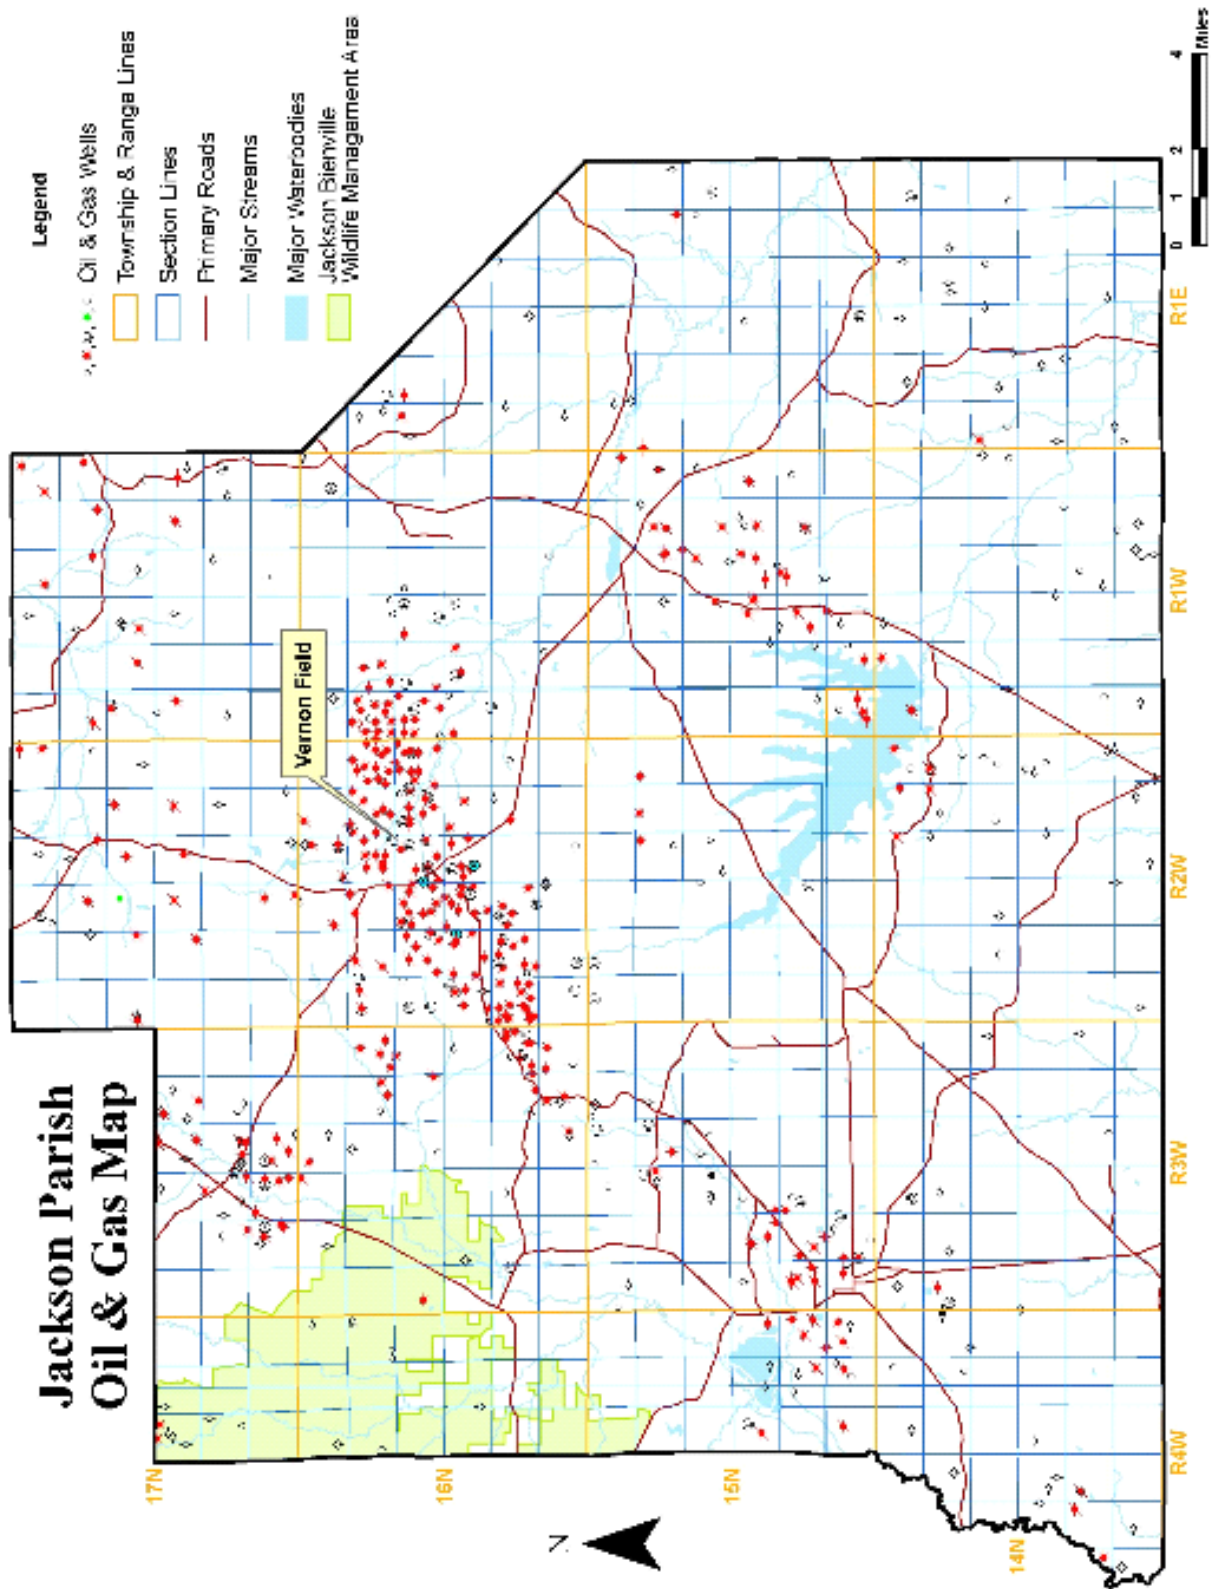 Jackson Parish
Oil & Gas Map
Legend
Oil & Gas Wells
Township & Range Lines
Section Lines
Primary Roads
Major Streams
Major Waterbodies
Jackson Bienville
Wildlife Management Area
Vernon Field
17N
16N
15N
14N
R4W
R3W
R2W
R1W
R1E
N
0 1 2 4
Miles